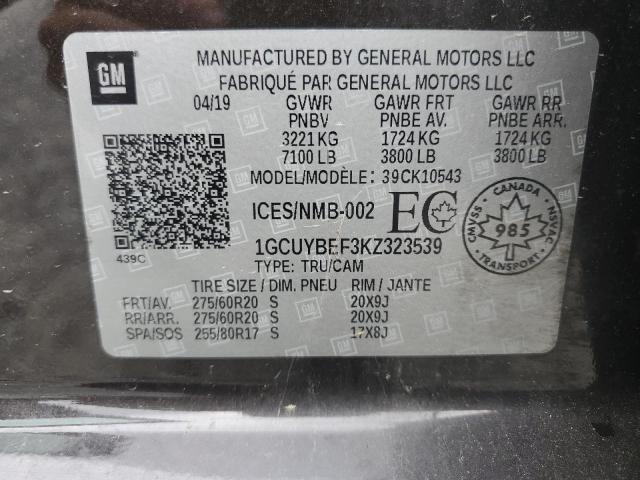 GM
MANUFACTURED BY GENERAL MOTORS LLC
FABRIQUÉ PAR GENERAL MOTORS LLC
04/19 GVWR GAWR FRT GAWR RR
PNBV PNBE AV. PNBE ARR.
3221 KG 1724 KG 1724 KG
7100 LB 3800 LB 3800 LB
MODEL/MODÈLE: 39CK10543
ICES/NMB-002 EC
CANADA
CMVSS 985 NSVAC
TRANSPORT
439C
1GCUYBEF3KZ323539
TYPE: TRU/CAM
TIRE SIZE / DIM. PNEU RIM / JANTE
FRT/AV. 275/60R20 S 20X9J
RR/ARR. 275/60R20 S 20X9J
SPA/SOS 255/80R17 S 17X8J